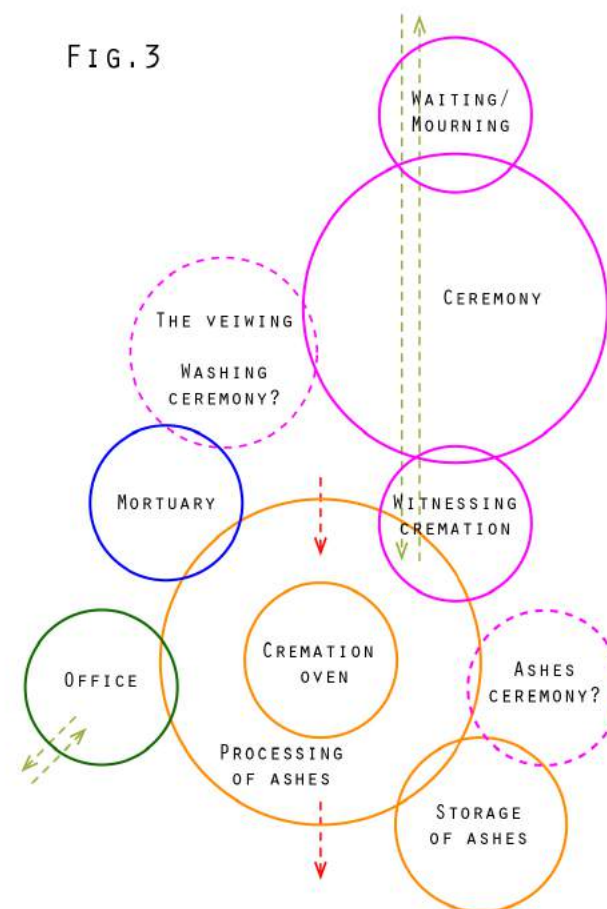 FIG.3
WAITING/
MOURNING
CEREMONY
THE VEIWING
WASHING
CEREMONY?
MORTUARY
WITNESSING
CREMATION
CREMATION
OVEN
OFFICE
ASHES
CEREMONY?
PROCESSING
OF ASHES
STORAGE
OF ASHES